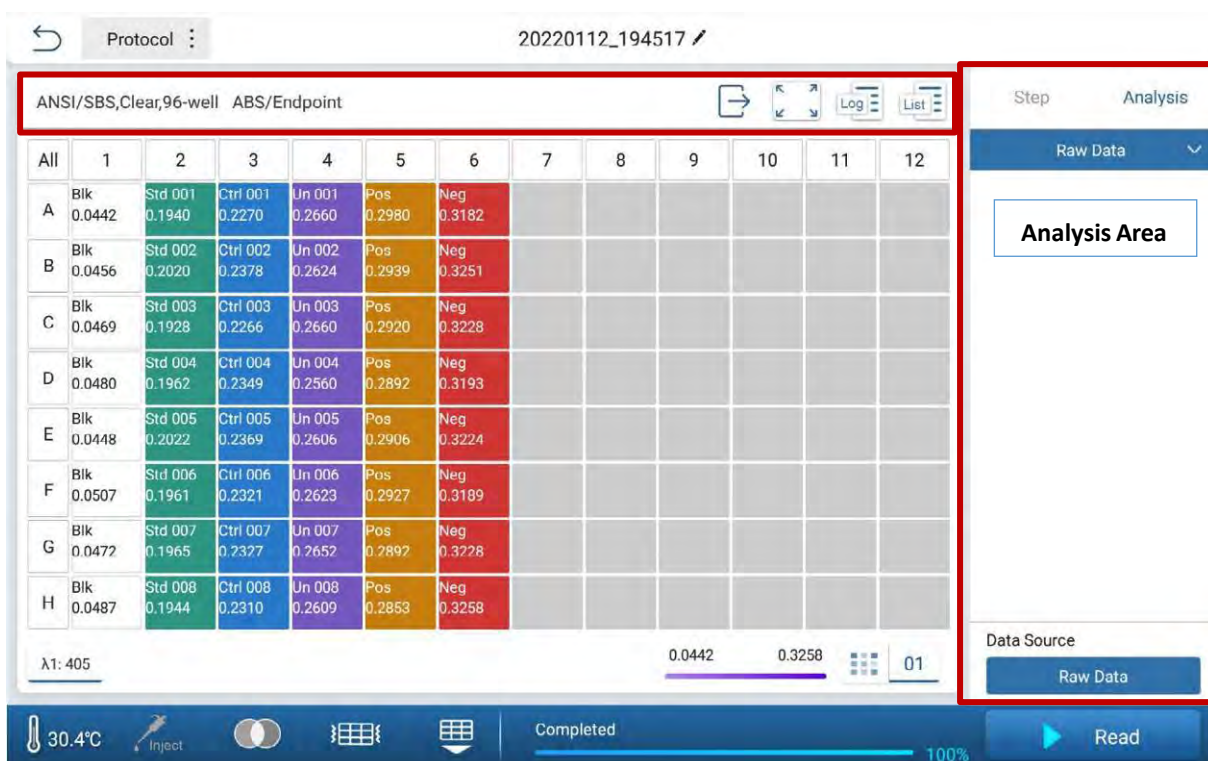 Protocol
20220112_194517
ANSI/SBS,Clear,96-well ABS/Endpoint
Log
List
Step Analysis
Raw Data
Analysis Area
All 1 2 3 4 5 6 7 8 9 10 11 12
Blk Std 001 Ctrl 001 Un 001 Pos Neg
A 0.0442 0.1940 0.2270 0.2660 0.2980 0.3182
Blk Std 002 Ctrl 002 Un 002 Pos Neg
B 0.0456 0.2020 0.2378 0.2624 0.2939 0.3251
Blk Std 003 Ctrl 003 Un 003 Pos Neg
C 0.0469 0.1928 0.2266 0.2660 0.2920 0.3228
Blk Std 004 Ctrl 004 Un 004 Pos Neg
D 0.0480 0.1962 0.2349 0.2560 0.2892 0.3193
Blk Std 005 Ctrl 005 Un 005 Pos Neg
E 0.0448 0.2022 0.2369 0.2606 0.2906 0.3224
Blk Std 006 Ctrl 006 Un 006 Pos Neg
F 0.0507 0.1961 0.2321 0.2623 0.2927 0.3189
Blk Std 007 Ctrl 007 Un 007 Pos Neg
G 0.0472 0.1965 0.2327 0.2652 0.2892 0.3228
Blk Std 008 Ctrl 008 Un 008 Pos Neg
H 0.0487 0.1944 0.2310 0.2609 0.2853 0.3258
λ1: 405
0.0442 0.3258
01
Data Source
Raw Data
30.4℃
Inject
Completed
100%
Read